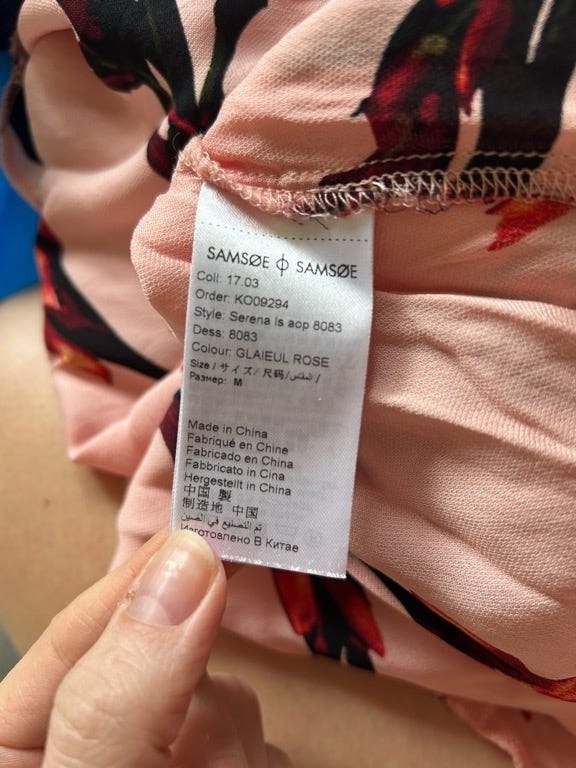 SAMSØE ϕ SAMSØE
Coll: 17.03
Order: KO09294
Style: Serena ls aop 8083
Dess: 8083
Colour: GLAIEUL ROSE
Size / サイズ / 尺码 / المقاس /
Размер: M
Made in China
Fabriqué en Chine
Fabricado en China
Fabbricato in Cina
Hergestellt in China
中国 製
制造地 中国
تم التصنيع في الصين
Изготовлено В Китае